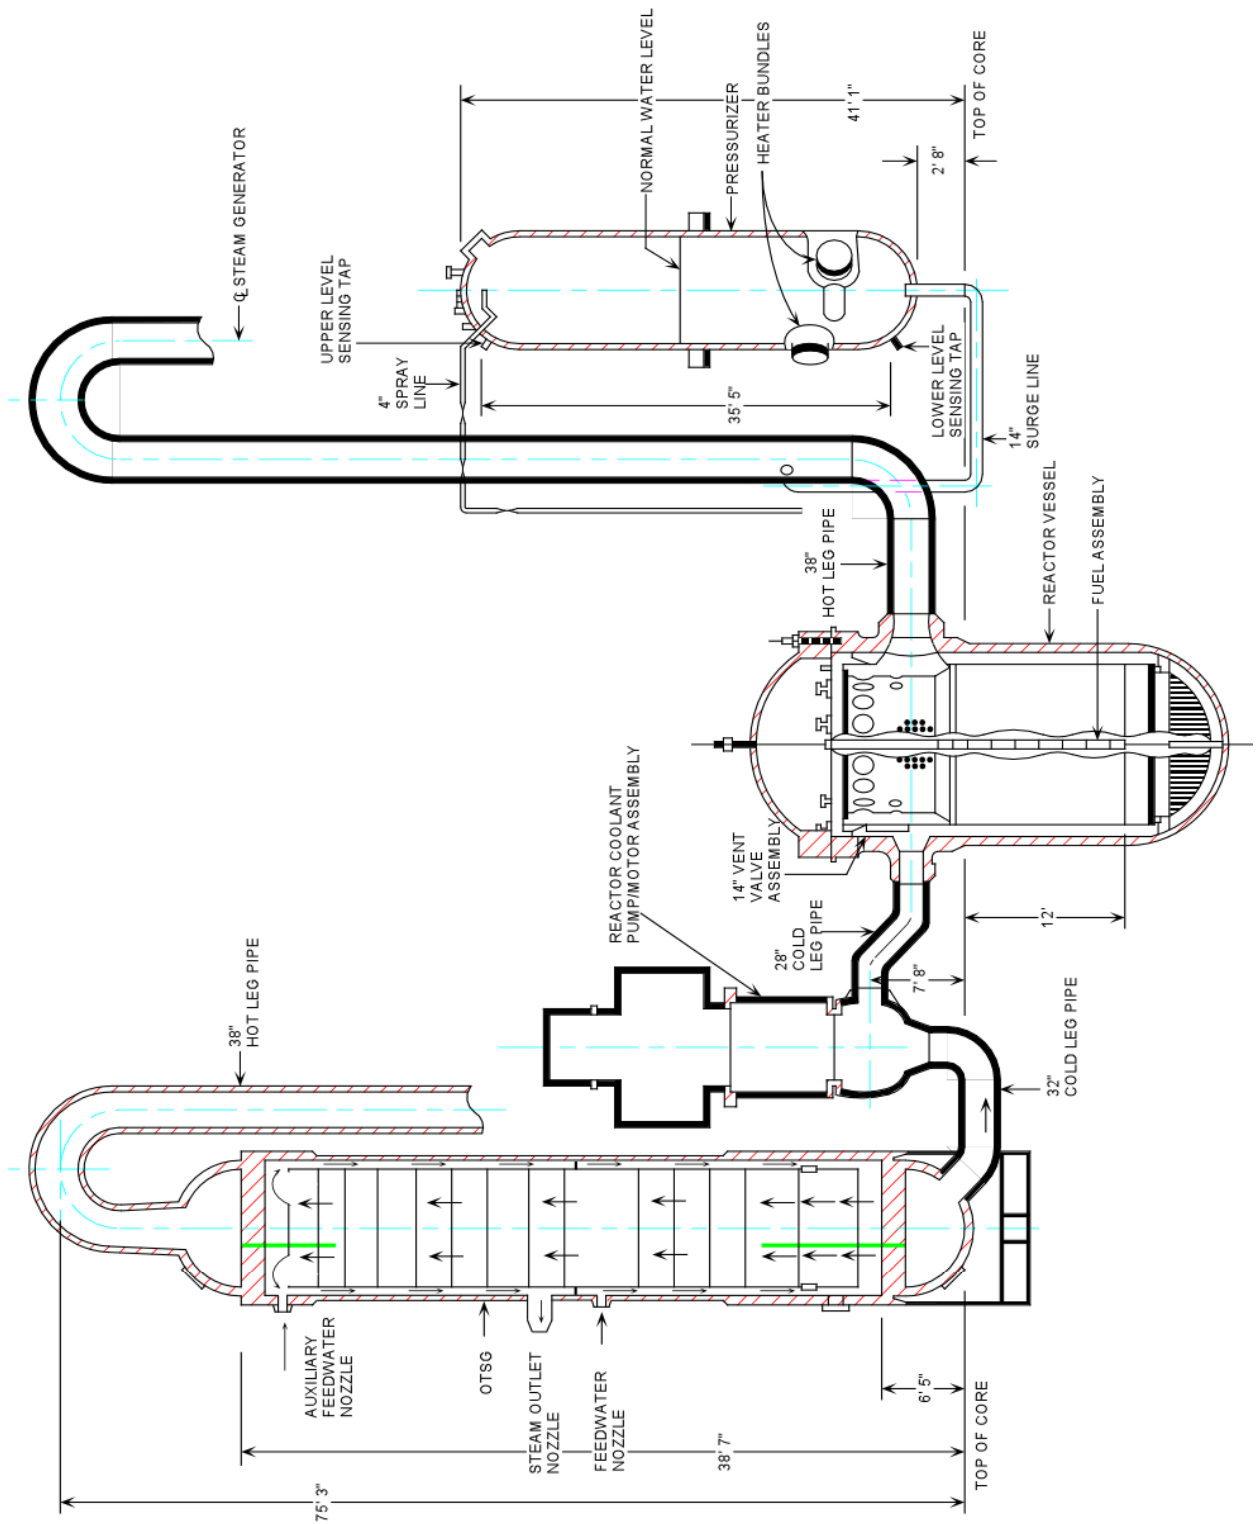 75' 3"
38' 7"
TOP OF CORE
6' 5"
AUXILIARY
FEEDWATER
NOZZLE
OTSG
STEAM OUTLET
NOZZLE
FEEDWATER
NOZZLE
38"
HOT LEG PIPE
32"
COLD LEG PIPE
REACTOR COOLANT
PUMP/MOTOR ASSEMBLY
28"
COLD
LEG PIPE
7' 8"
12'
14" VENT
VALVE
ASSEMBLY
38"
HOT LEG PIPE
REACTOR VESSEL
FUEL ASSEMBLY
4"
SPRAY
LINE
UPPER LEVEL
SENSING TAP
℄ STEAM GENERATOR
35' 5"
LOWER LEVEL
SENSING TAP
14"
SURGE LINE
NORMAL WATER LEVEL
PRESSURIZER
HEATER BUNDLES
41' 1"
2' 8"
TOP OF CORE